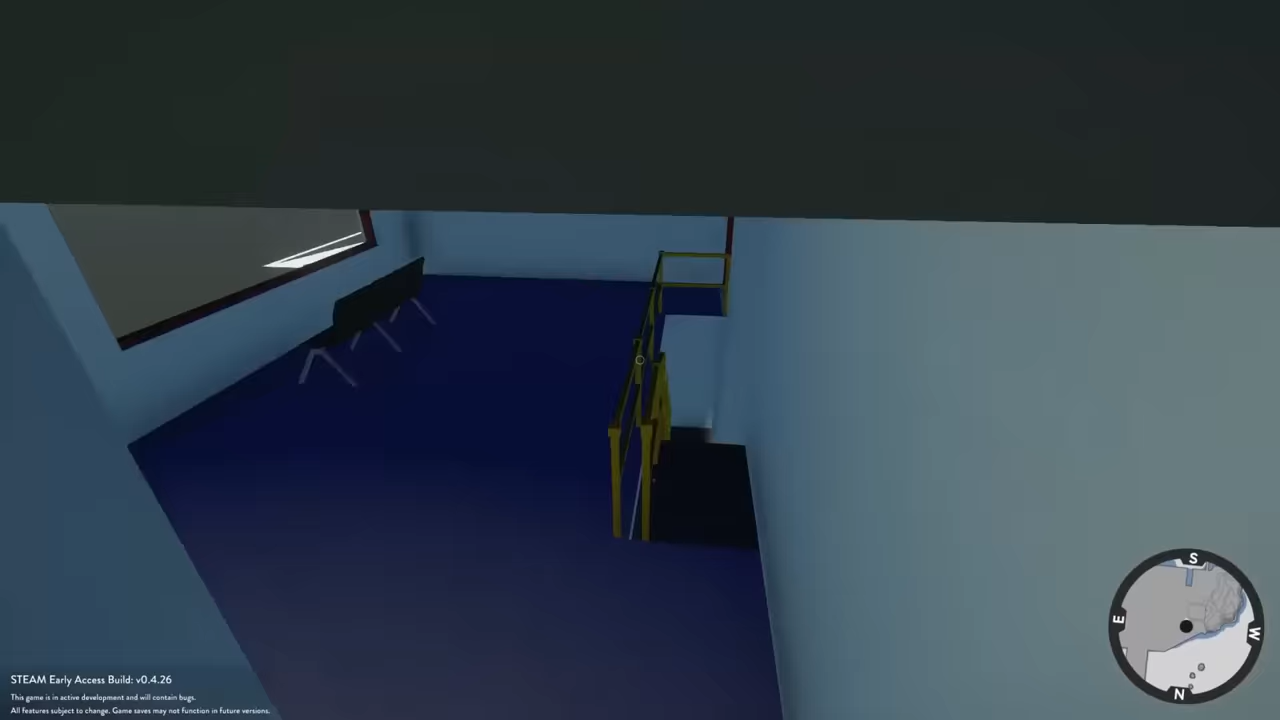 S
E
W
N
STEAM Early Access Build: v0.4.26
This game is in active development and will contain bugs.
All features subject to change. Game saves may not function in future versions.